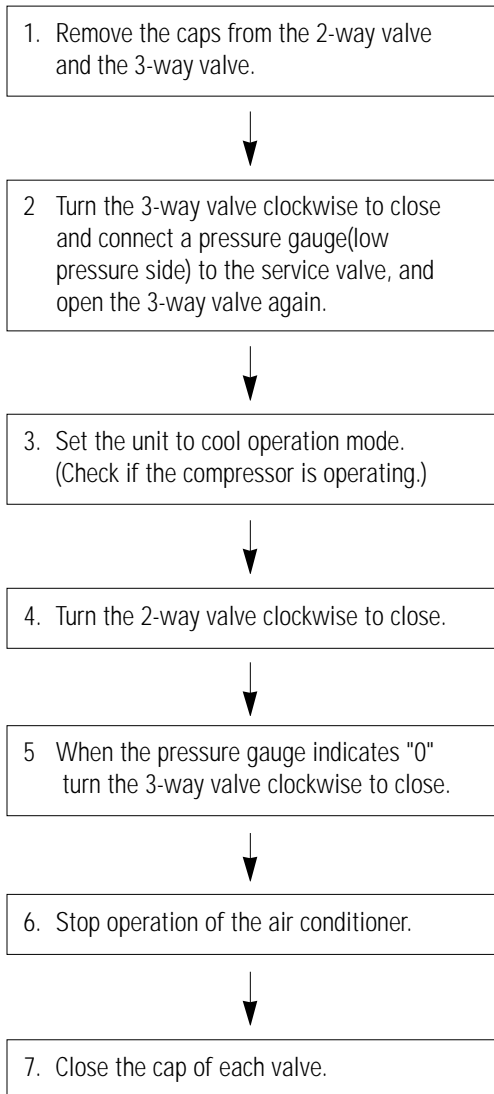 1. Remove the caps from the 2-way valve
and the 3-way valve.
2 Turn the 3-way valve clockwise to close
and connect a pressure gauge(low
pressure side) to the service valve, and
open the 3-way valve again.
3. Set the unit to cool operation mode.
(Check if the compressor is operating.)
4. Turn the 2-way valve clockwise to close.
5 When the pressure gauge indicates "0"
turn the 3-way valve clockwise to close.
6. Stop operation of the air conditioner.
7. Close the cap of each valve.